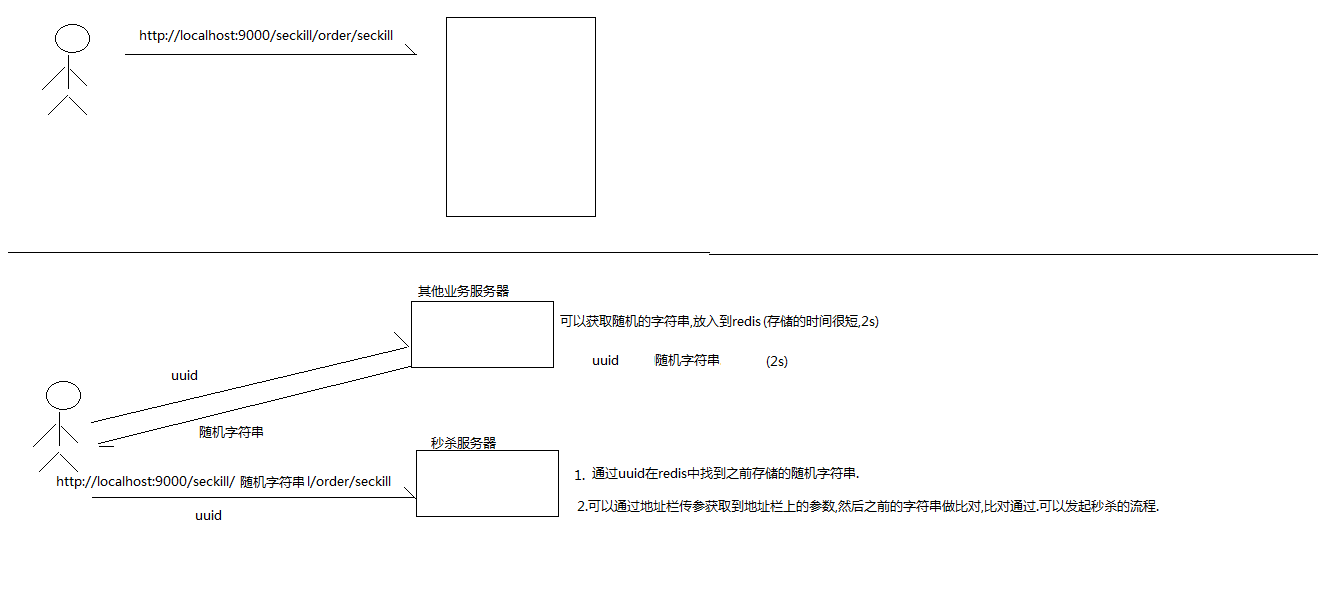 http://localhost:9000/seckill/order/seckill
其他业务服务器
可以获取随机的字符串,放入到redis (存储的时间很短,2s)
uuid 随机字符串 (2s)
uuid
随机字符串
秒杀服务器
http://localhost:9000/seckill/ 随机字符串 l/order/seckill
uuid
1. 通过uuid在redis中找到之前存储的随机字符串.
2.可以通过地址栏传参获取到地址栏上的参数,然后之前的字符串做比对,比对通过.可以发起秒杀的流程.